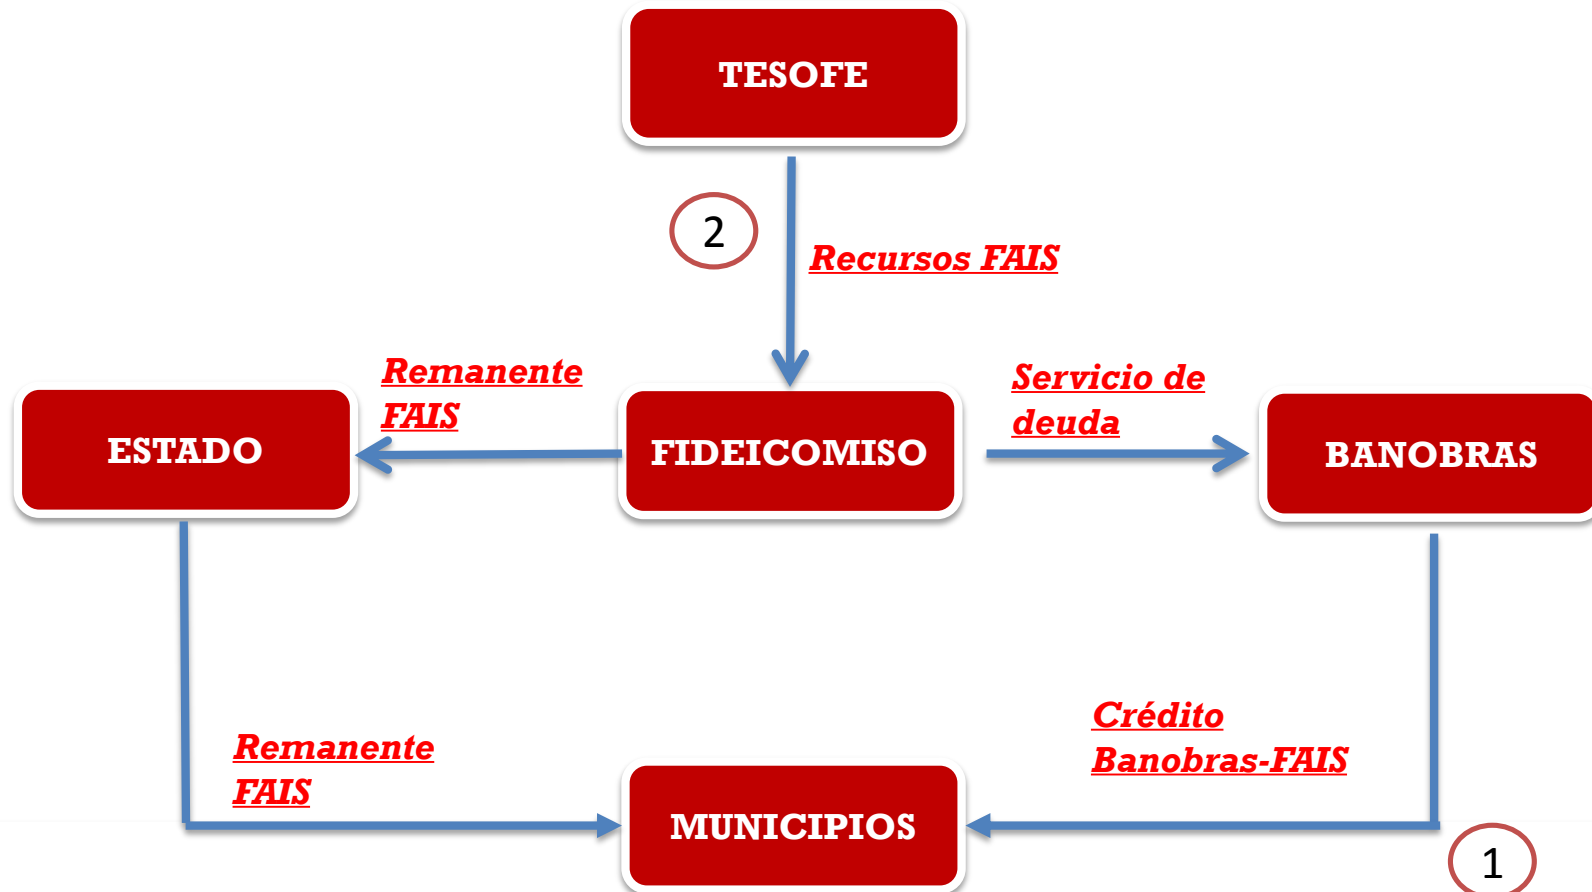 TESOFE
2
Recursos FAIS
Remanente
FAIS
Servicio de
deuda
ESTADO
FIDEICOMISO
BANOBRAS
Remanente
FAIS
Crédito
Banobras-FAIS
MUNICIPIOS
1